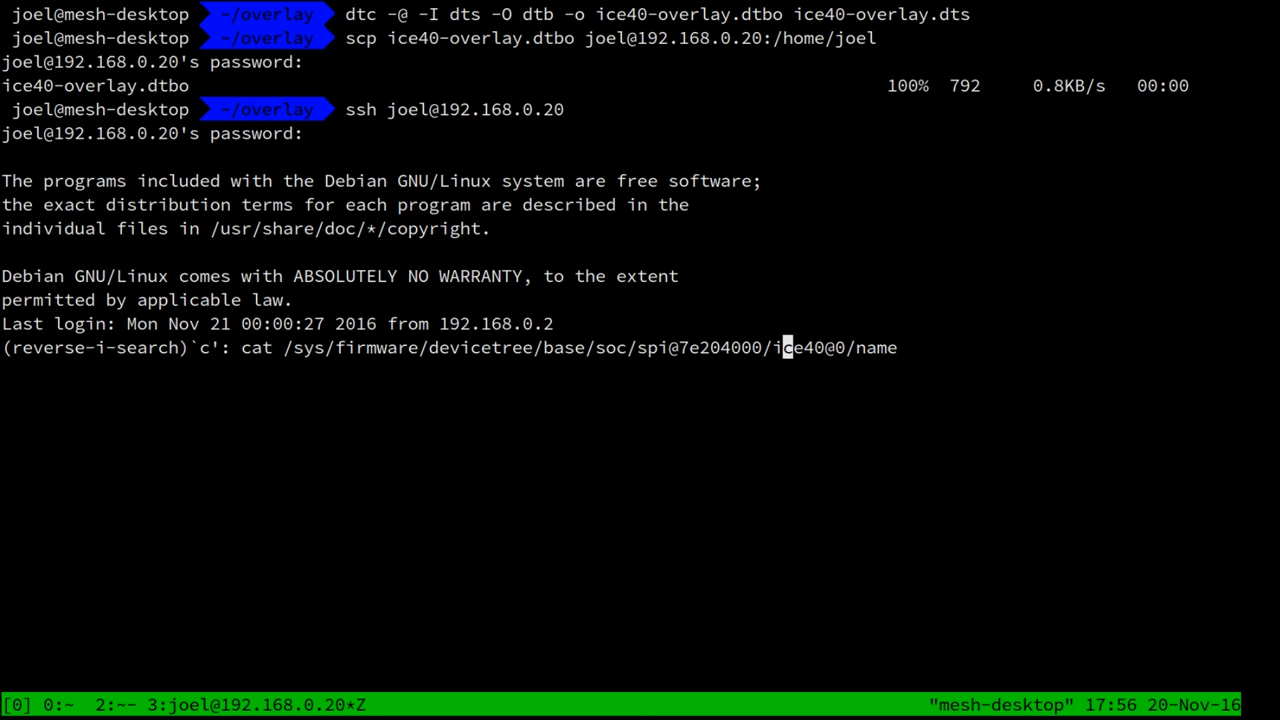 joel@mesh-desktop ~/overlay dtc -@ -I dts -O dtb -o ice40-overlay.dtbo ice40-overlay.dts
joel@mesh-desktop ~/overlay scp ice40-overlay.dtbo joel@192.168.0.20:/home/joel
joel@192.168.0.20's password:
ice40-overlay.dtbo 100% 792 0.8KB/s 00:00
joel@mesh-desktop ~/overlay ssh joel@192.168.0.20
joel@192.168.0.20's password:
The programs included with the Debian GNU/Linux system are free software;
the exact distribution terms for each program are described in the
individual files in /usr/share/doc/*/copyright.
Debian GNU/Linux comes with ABSOLUTELY NO WARRANTY, to the extent
permitted by applicable law.
Last login: Mon Nov 21 00:00:27 2016 from 192.168.0.2
(reverse-i-search)`c': cat /sys/firmware/devicetree/base/soc/spi@7e204000/ice40@0/name
[0] 0:~ 2:~- 3:joel@192.168.0.20*Z "mesh-desktop" 17:56 20-Nov-16